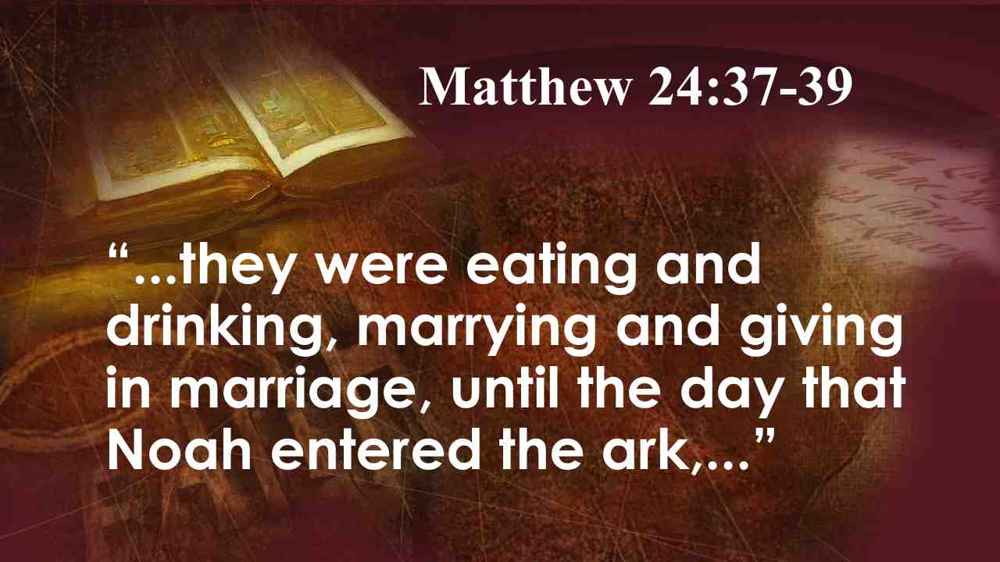 Matthew 24:37-39
“...they were eating and
drinking, marrying and giving
in marriage, until the day that
Noah entered the ark,...”